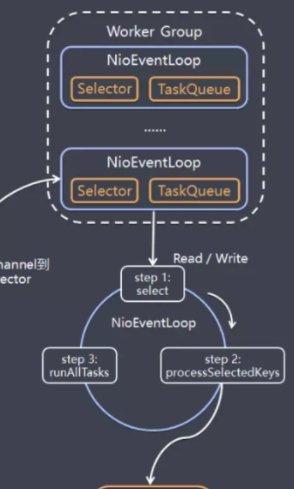 Worker Group
NioEventLoop
Selector TaskQueue
......
NioEventLoop
Selector TaskQueue
hannel到
ector
Read / Write
step 1:
select
NioEventLoop
step 3:
runAllTasks
step 2:
processSelectedKeys